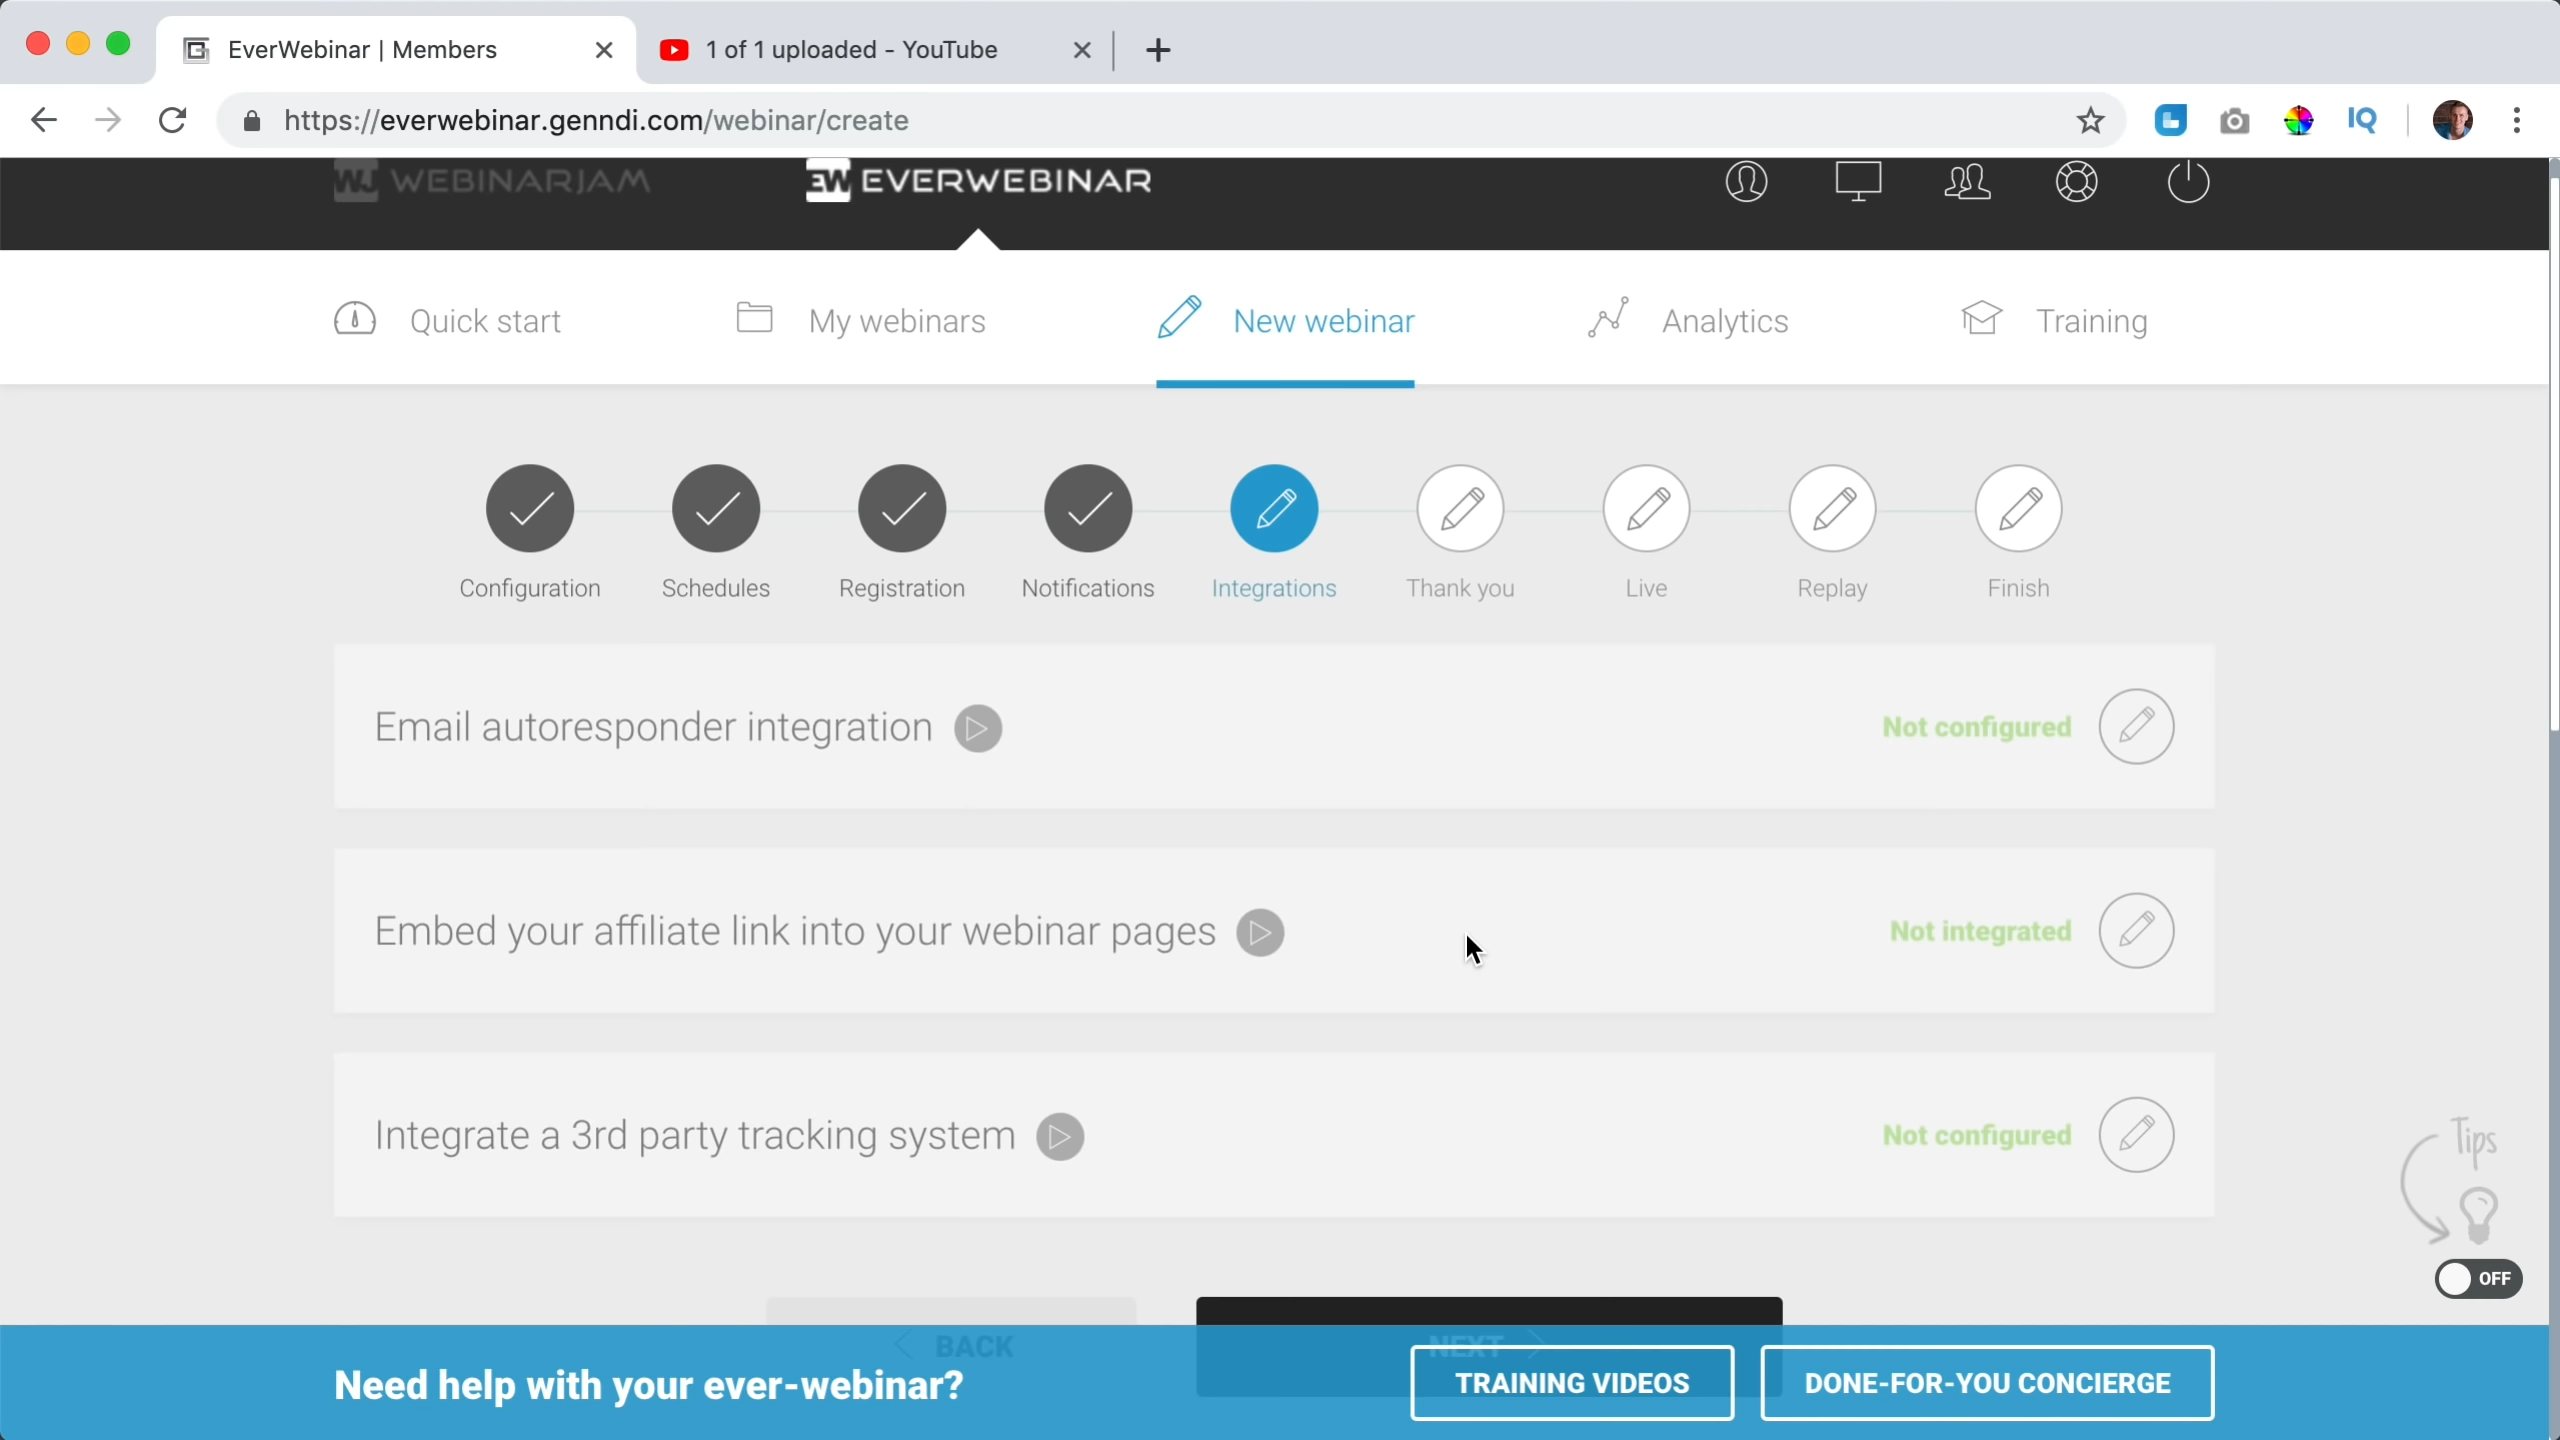 EverWebinar | Members
1 of 1 uploaded - YouTube
https://everwebinar.genndi.com/webinar/create
IQ
WJ WEBINARJAM
EW EVERWEBINAR
Quick start
My webinars
New webinar
Analytics
Training
Configuration
Schedules
Registration
Notifications
Integrations
Thank you
Live
Replay
Finish
Email autoresponder integration
Not configured
Embed your affiliate link into your webinar pages
Not integrated
Integrate a 3rd party tracking system
Not configured
Tips
OFF
BACK
NEXT
Need help with your ever-webinar?
TRAINING VIDEOS
DONE-FOR-YOU CONCIERGE